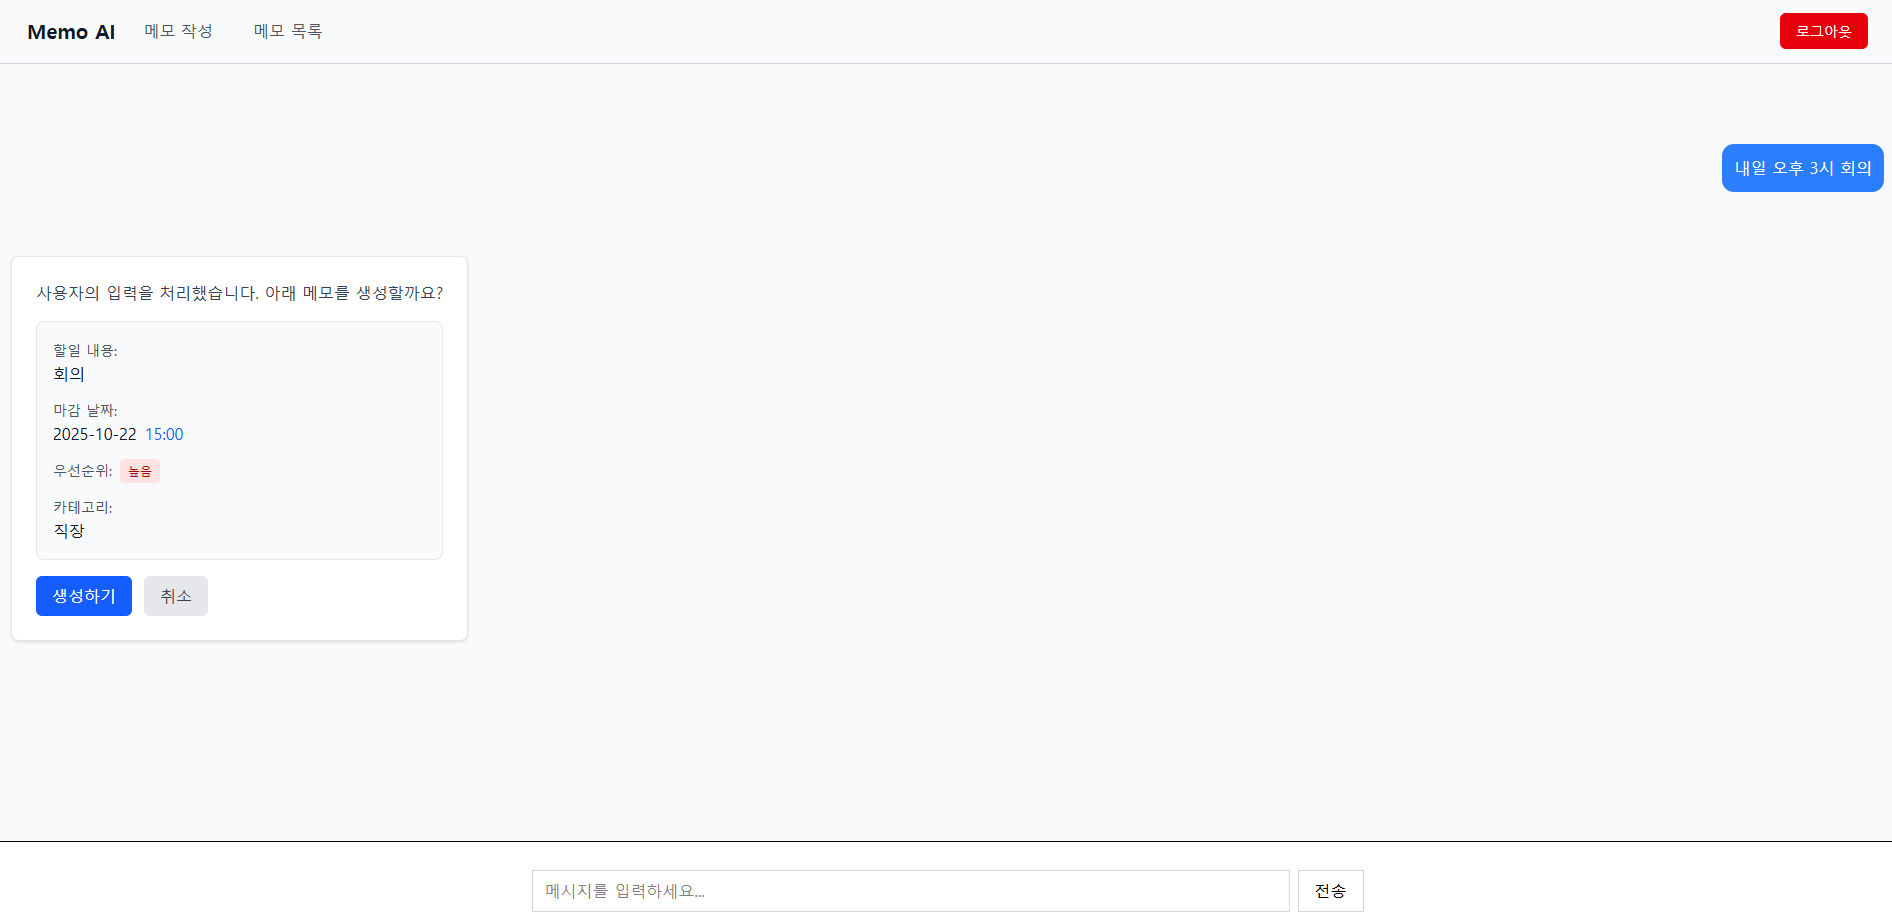 Memo AI 메모 작성 메모 목록 로그아웃
내일 오후 3시 회의
사용자의 입력을 처리했습니다. 아래 메모를 생성할까요?
할일 내용:
회의
마감 날짜:
2025-10-22 15:00
우선순위: 높음
카테고리:
직장
생성하기 취소
메시지를 입력하세요... 전송